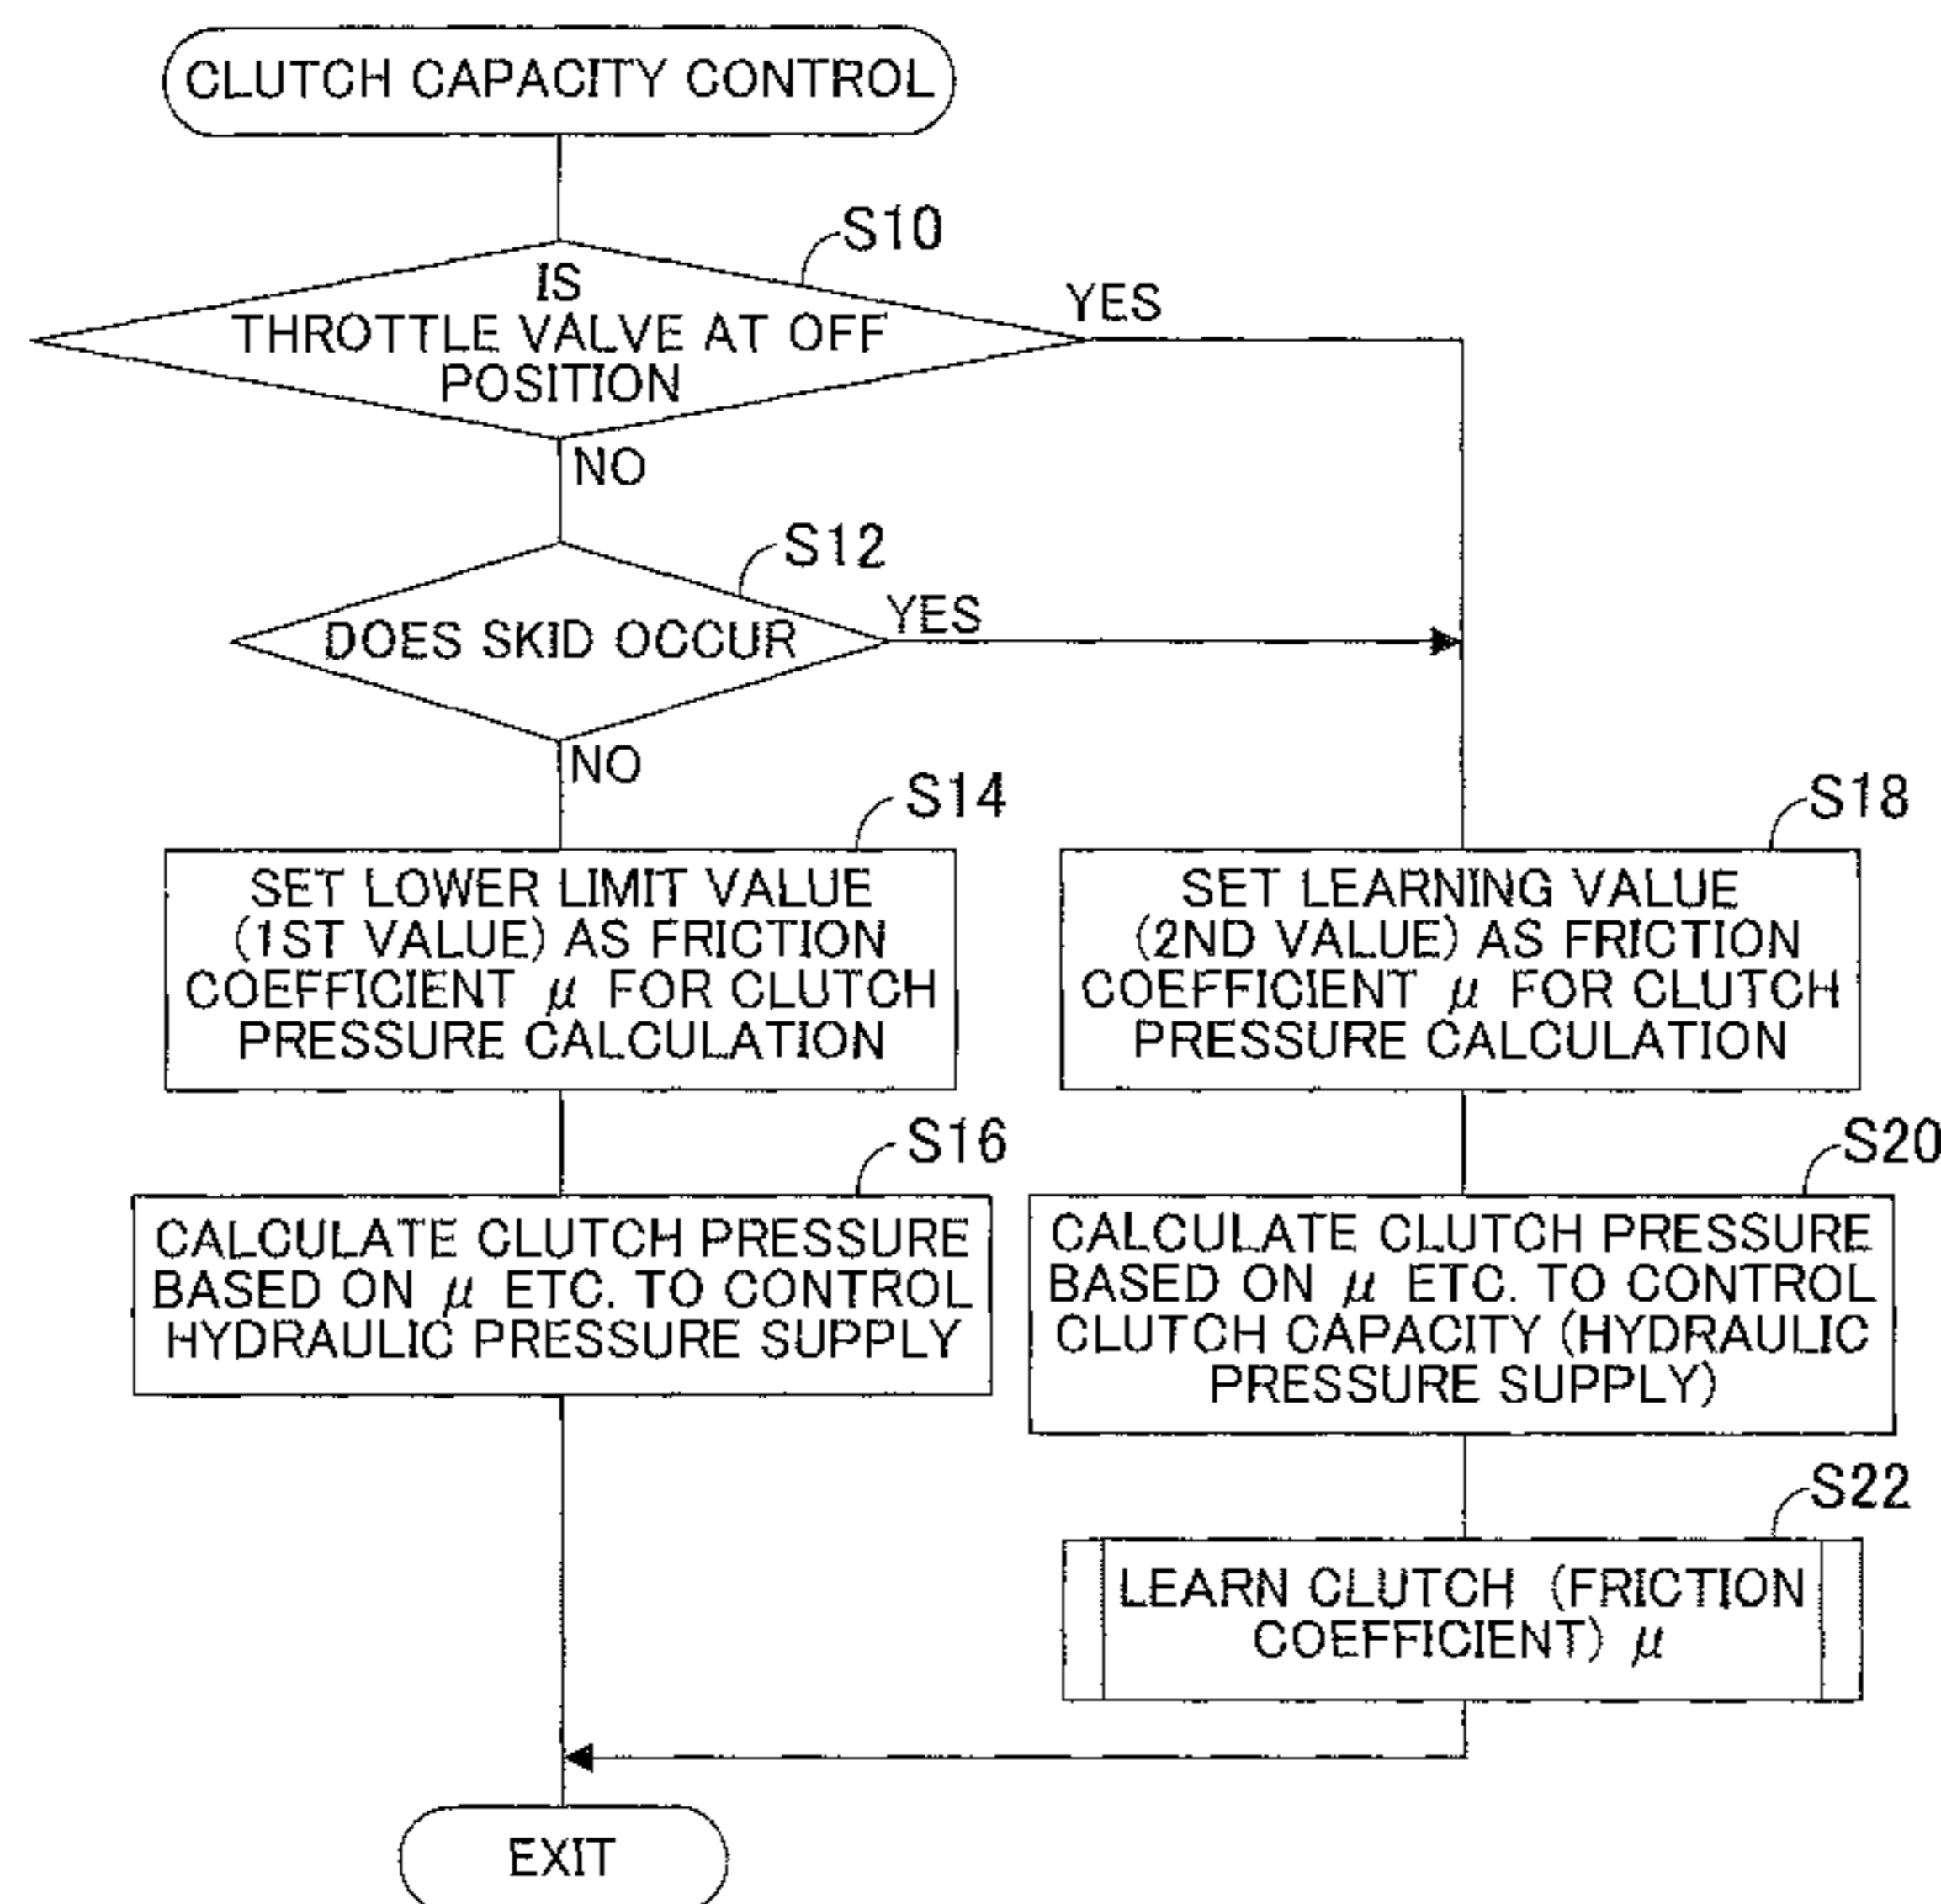 CLUTCH CAPACITY CONTROL
S10
IS
THROTTLE VALVE AT OFF
POSITION
YES
NO
S12
DOES SKID OCCUR
YES
NO
S14
SET LOWER LIMIT VALUE
(1ST VALUE) AS FRICTION
COEFFICIENT μ FOR CLUTCH
PRESSURE CALCULATION
S18
SET LEARNING VALUE
(2ND VALUE) AS FRICTION
COEFFICIENT μ FOR CLUTCH
PRESSURE CALCULATION
S16
CALCULATE CLUTCH PRESSURE
BASED ON μ ETC. TO CONTROL
HYDRAULIC PRESSURE SUPPLY
S20
CALCULATE CLUTCH PRESSURE
BASED ON μ ETC. TO CONTROL
CLUTCH CAPACITY (HYDRAULIC
PRESSURE SUPPLY)
S22
LEARN CLUTCH (FRICTION
COEFFICIENT) μ
EXIT